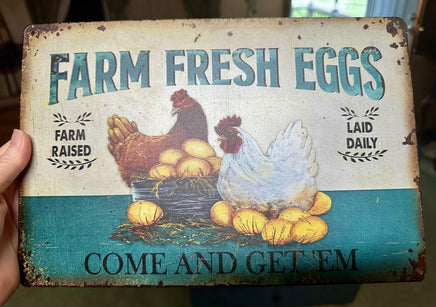 FARM FRESH EGGS
FARM
RAISED
LAID
DAILY
COME AND GET 'EM